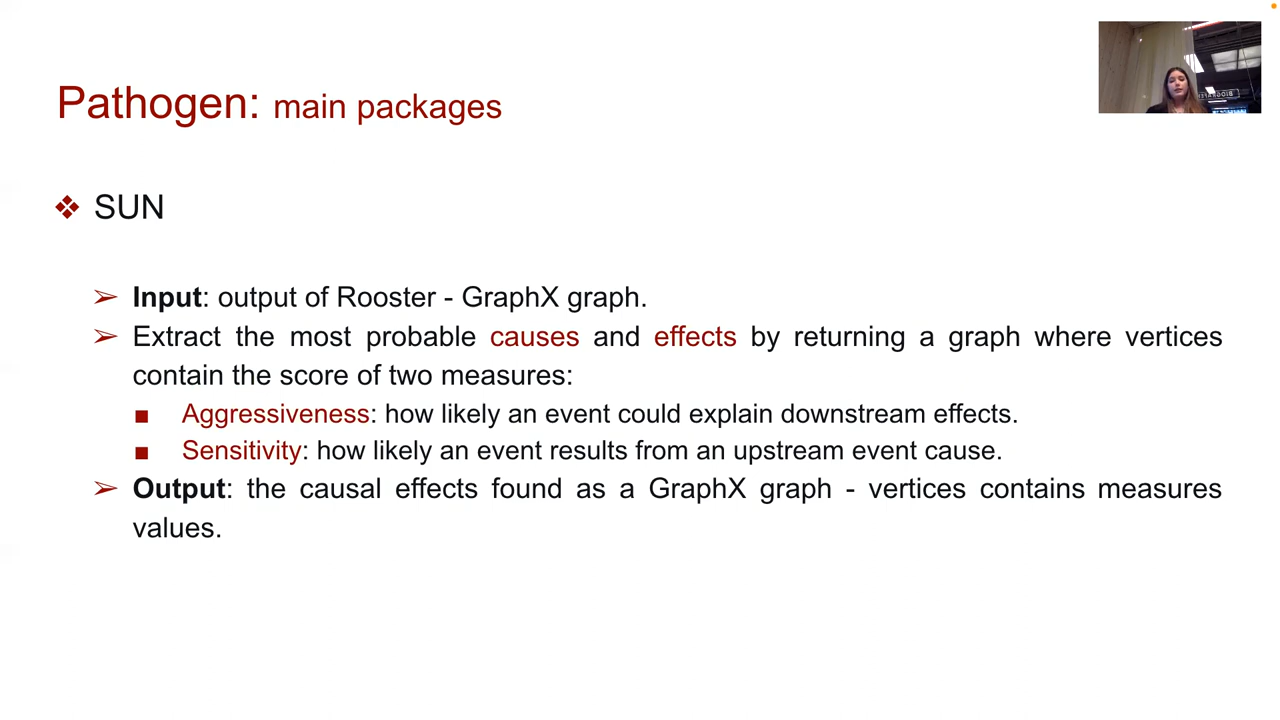 Pathogen: main packages
❖ SUN
➢ Input: output of Rooster - GraphX graph.
➢ Extract the most probable causes and effects by returning a graph where vertices
contain the score of two measures:
■ Aggressiveness: how likely an event could explain downstream effects.
■ Sensitivity: how likely an event results from an upstream event cause.
➢ Output: the causal effects found as a GraphX graph - vertices contains measures
values.